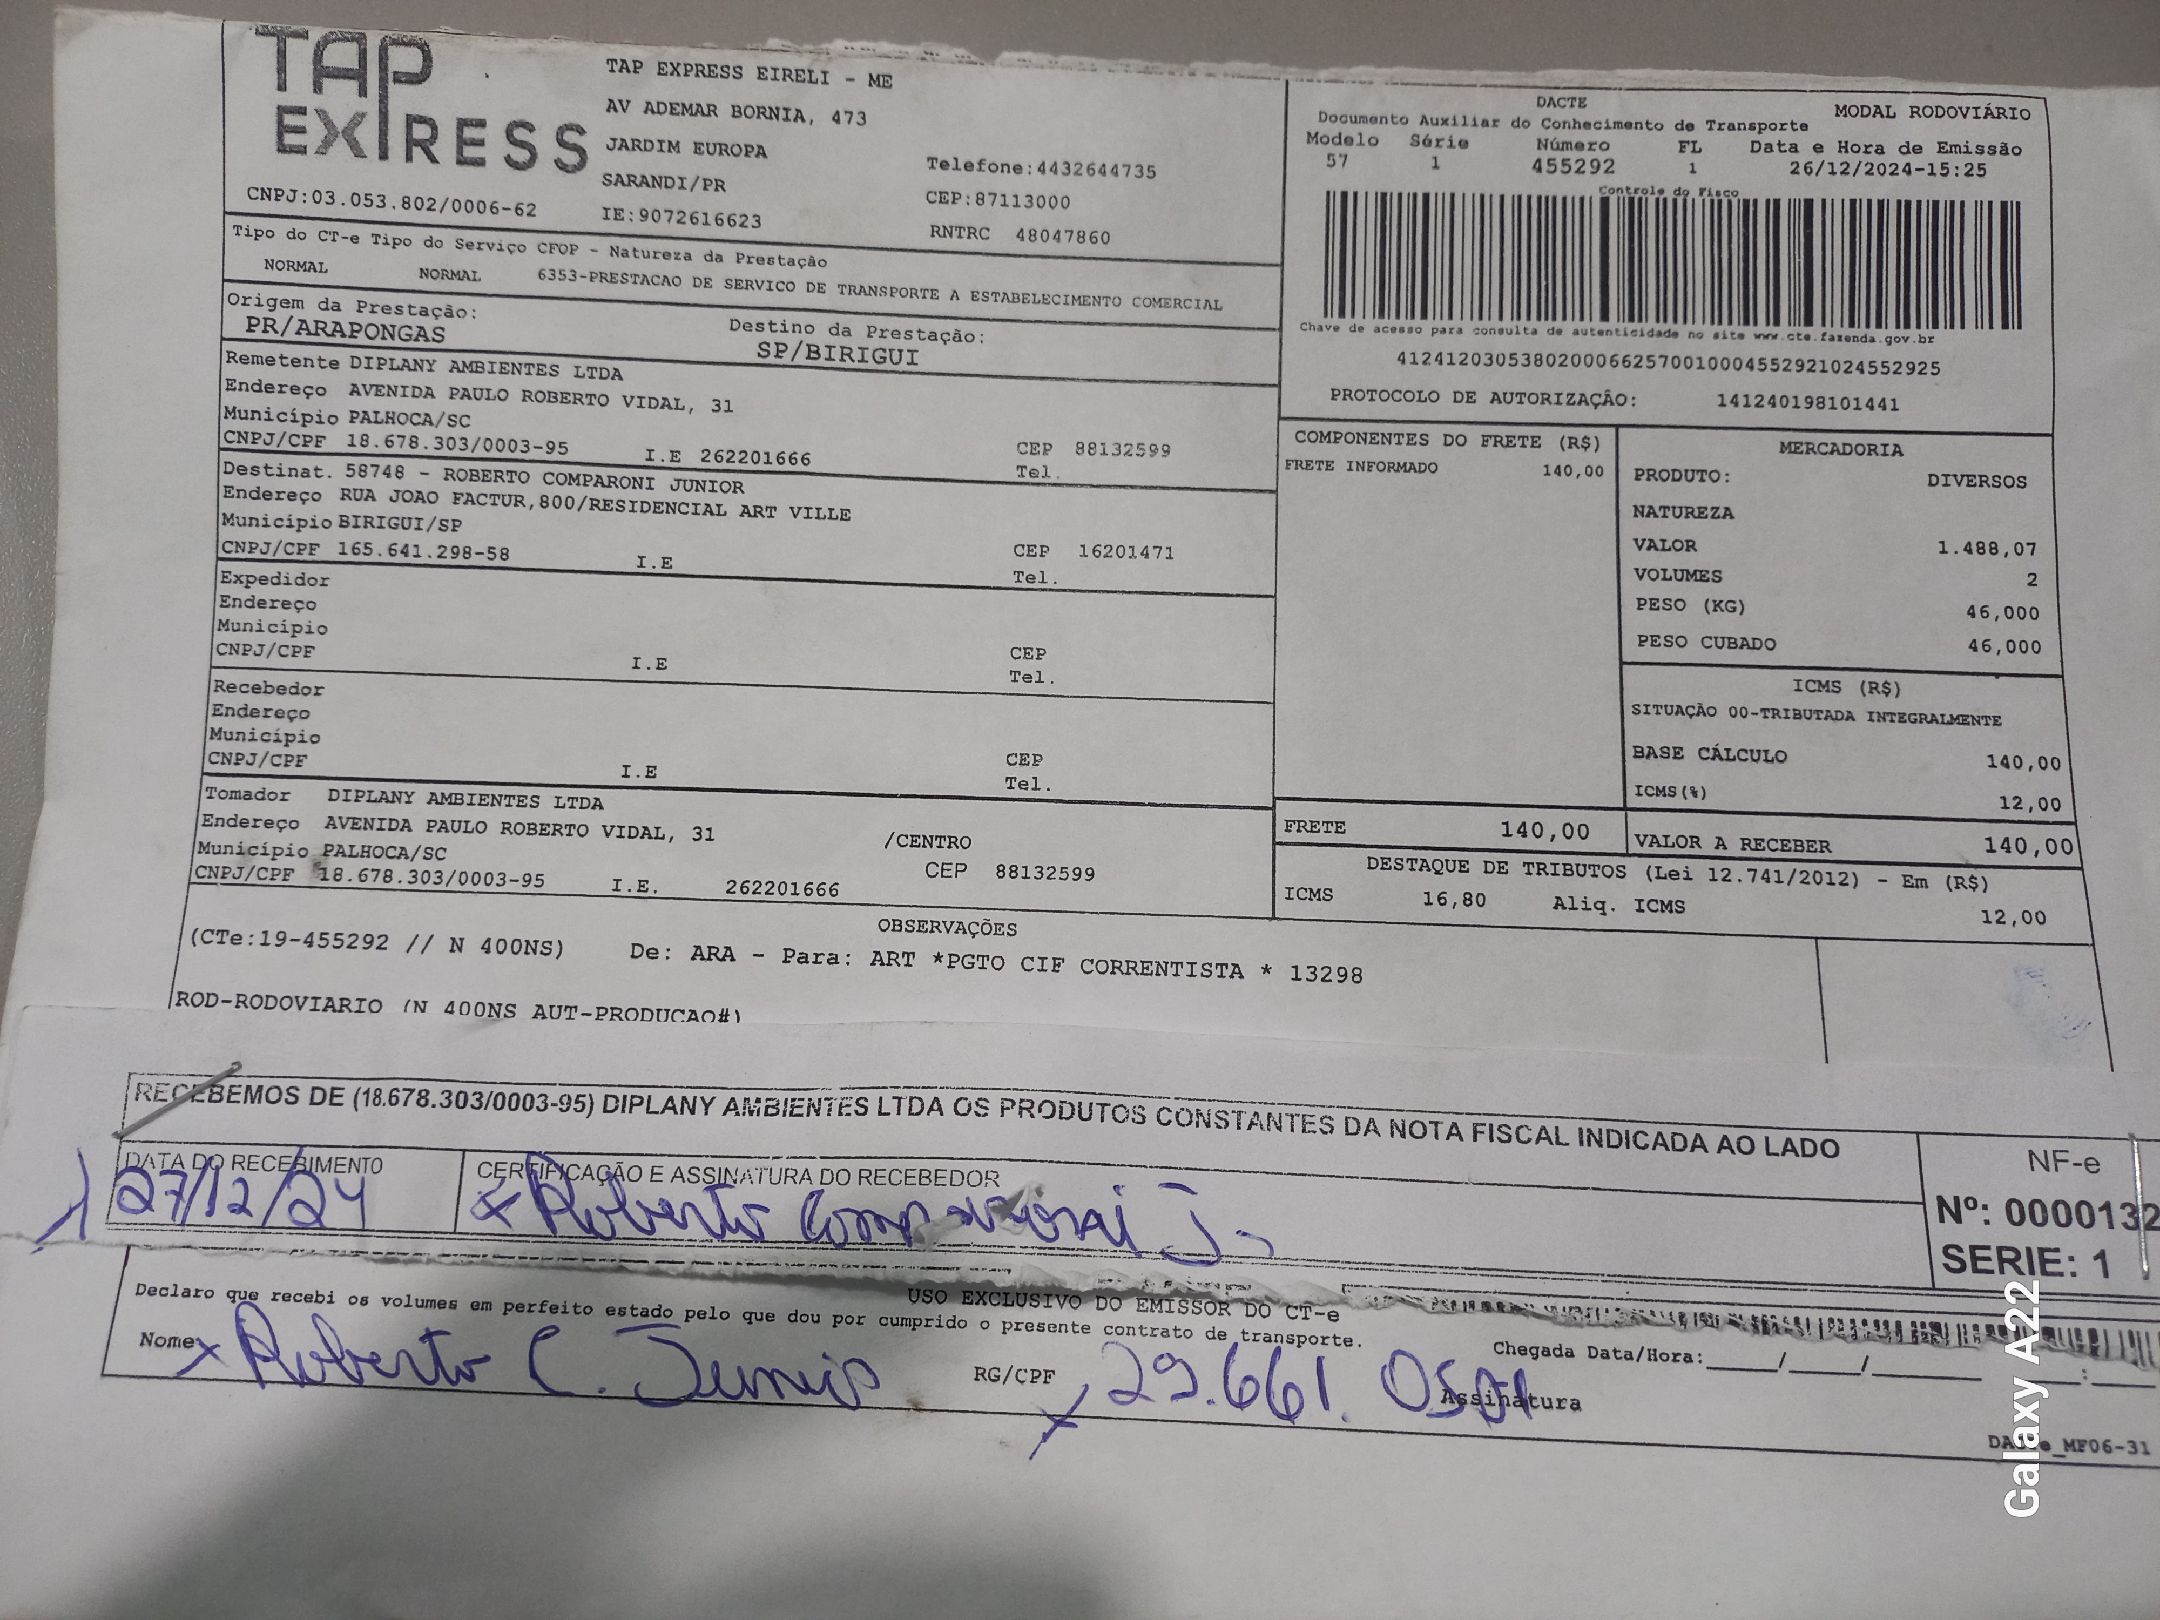 TAP EXPRESS
TAP EXPRESS EIRELI - ME
AV ADEMAR BORNIA, 473
JARDIM EUROPA
SARANDI/PR
IE:9072616623
Telefone:4432644735
CEP:87113000
RNTRC 48047860
CNPJ:03.053.802/0006-62
DACTE
MODAL RODOVIÁRIO
Documento Auxiliar do Conhecimento de Transporte
Modelo Série Número FL Data e Hora de Emissão
57 1 455292 1 26/12/2024-15:25
Controle do Fisco
Chave de acesso para consulta de autenticidade no site www.cte.fazenda.gov.br
41241203053802000662570010004552921024552925
PROTOCOLO DE AUTORIZAÇÃO: 141240198101441
Tipo do CT-e Tipo do Serviço CFOP - Natureza da Prestação
NORMAL NORMAL 6353-PRESTACAO DE SERVICO DE TRANSPORTE A ESTABELECIMENTO COMERCIAL
Origem da Prestação: Destino da Prestação:
PR/ARAPONGAS SP/BIRIGUI
Remetente DIPLANY AMBIENTES LTDA
Endereço AVENIDA PAULO ROBERTO VIDAL, 31
Município PALHOCA/SC
CNPJ/CPF 18.678.303/0003-95 I.E 262201666 CEP 88132599
Tel.
Destinat. 58748 - ROBERTO COMPARONI JUNIOR
Endereço RUA JOAO FACTUR,800/RESIDENCIAL ART VILLE
Município BIRIGUI/SP
CNPJ/CPF 165.641.298-58 I.E CEP 16201471
Tel.
Expedidor
Endereço
Município
CNPJ/CPF I.E CEP
Tel.
Recebedor
Endereço
Município
CNPJ/CPF I.E CEP
Tel.
Tomador DIPLANY AMBIENTES LTDA
Endereço AVENIDA PAULO ROBERTO VIDAL, 31 /CENTRO
Município PALHOCA/SC
CNPJ/CPF 18.678.303/0003-95 I.E. 262201666 CEP 88132599
COMPONENTES DO FRETE (R$)
FRETE INFORMADO 140,00
MERCADORIA
PRODUTO: DIVERSOS
NATUREZA
VALOR 1.488,07
VOLUMES 2
PESO (KG) 46,000
PESO CUBADO 46,000
ICMS (R$)
SITUAÇÃO 00-TRIBUTADA INTEGRALMENTE
BASE CÁLCULO 140,00
ICMS(%) 12,00
FRETE 140,00 VALOR A RECEBER 140,00
DESTAQUE DE TRIBUTOS (Lei 12.741/2012) - Em (R$)
ICMS 16,80 Aliq. ICMS 12,00
OBSERVAÇÕES
(CTe:19-455292 // N 400NS) De: ARA - Para: ART *PGTO CIF CORRENTISTA * 13298
ROD-RODOVIARIO (N 400NS AUT-PRODUCAO#)
RECEBEMOS DE (18.678.303/0003-95) DIPLANY AMBIENTES LTDA OS PRODUTOS CONSTANTES DA NOTA FISCAL INDICADA AO LADO
DATA DO RECEBIMENTO CERTIFICAÇÃO E ASSINATURA DO RECEBEDOR
27/12/24 Roberto Comparoni Jr
NF-e
Nº: 0000132
SERIE: 1
USO EXCLUSIVO DO EMISSOR DO CT-e
Declaro que recebi os volumes em perfeito estado pelo que dou por cumprido o presente contrato de transporte.
Nome Roberto C. Junior RG/CPF 29.661.
Chegada Data/Hora:_____/_____/_______ :____
Assinatura
MF06-31
Galaxy A22